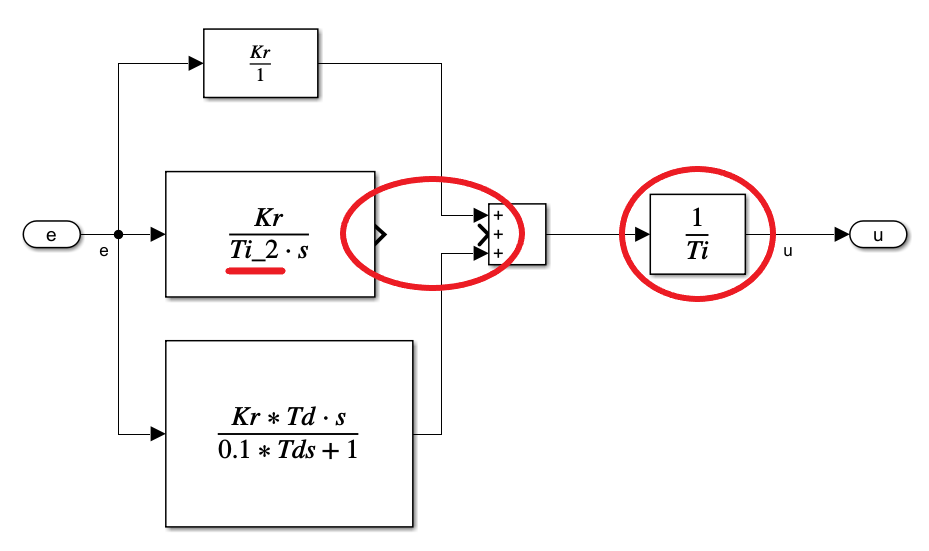 Kr
1
e
e
Kr
Ti_2 · s
+
+
+
1
Ti
u
u
Kr * Td · s
0.1 * Tds + 1